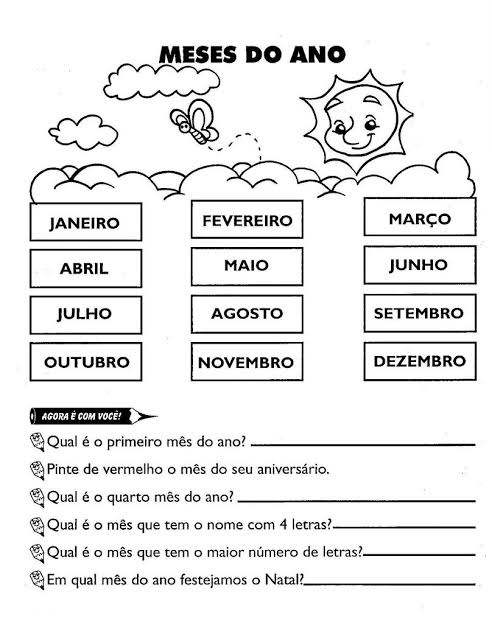 MESES DO ANO
JANEIRO FEVEREIRO MARÇO
ABRIL MAIO JUNHO
JULHO AGOSTO SETEMBRO
OUTUBRO NOVEMBRO DEZEMBRO
AGORA É COM VOCÊ!
Qual é o primeiro mês do ano?
Pinte de vermelho o mês do seu aniversário.
Qual é o quarto mês do ano?
Qual é o mês que tem o nome com 4 letras?
Qual é o mês que tem o maior número de letras?
Em qual mês do ano festejamos o Natal?